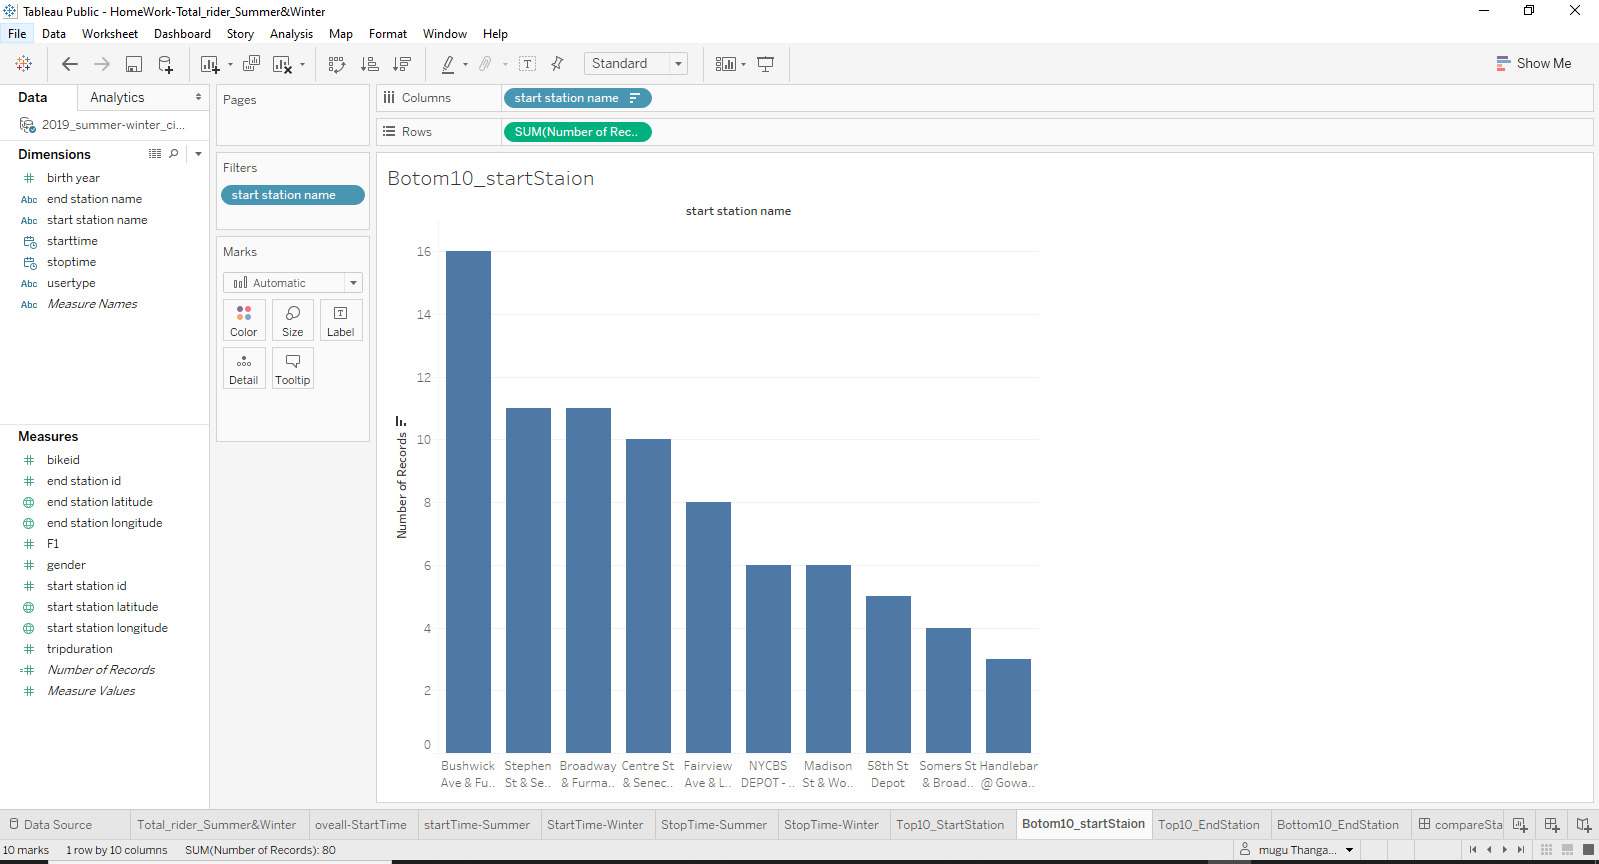 Tableau Public - HomeWork-Total_rider_Summer&Winter
File Data Worksheet Dashboard Story Analysis Map Format Window Help
Standard
Show Me
Data Analytics
2019_summer-winter_ci...
Dimensions
birth year
Abc end station name
Abc start station name
starttime
stoptime
Abc usertype
Abc Measure Names
Measures
bikeid
end station id
end station latitude
end station longitude
F1
gender
start station id
start station latitude
start station longitude
tripduration
Number of Records
Measure Values
Pages
Filters
start station name
Marks
Automatic
Color Size Label
Detail Tooltip
Columns start station name
Rows SUM(Number of Rec..
Botom10_startStaion
start station name
Number of Records
16
14
12
10
8
6
4
2
0
Bushwick Ave & Fu..
Stephen St & Se..
Broadway & Furma..
Centre St & Senec..
Fairview Ave & L..
NYCBS DEPOT - ..
Madison St & Wo..
58th St Depot
Somers St & Broad..
Handlebar @ Gowa..
Data Source Total_rider_Summer&Winter oveall-StartTime startTime-Summer StartTime-Winter StopTime-Summer StopTime-Winter Top10_StartStation Botom10_startStaion Top10_EndStation Bottom10_EndStation compareSta
10 marks 1 row by 10 columns SUM(Number of Records): 80 mugu Thanga...